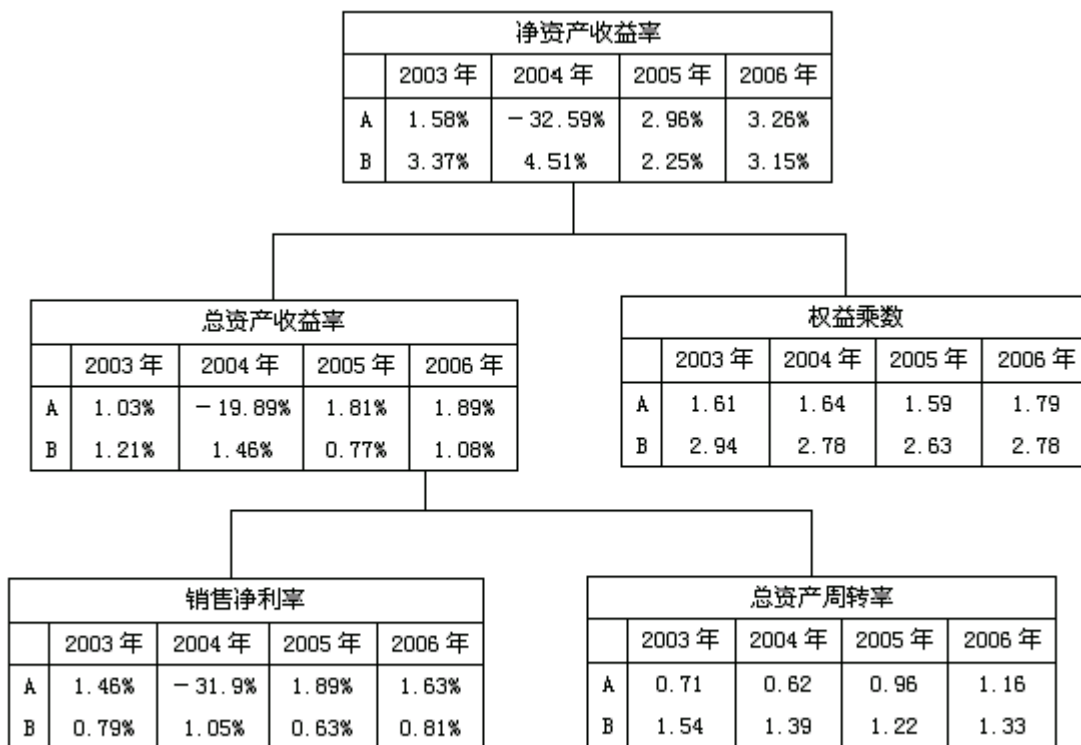 净资产收益率
2003 年 2004 年 2005 年 2006 年
A 1.58% －32.59% 2.96% 3.26%
B 3.37% 4.51% 2.25% 3.15%
总资产收益率
2003 年 2004 年 2005 年 2006 年
A 1.03% －19.89% 1.81% 1.89%
B 1.21% 1.46% 0.77% 1.08%
权益乘数
2003 年 2004 年 2005 年 2006 年
A 1.61 1.64 1.59 1.79
B 2.94 2.78 2.63 2.78
销售净利率
2003 年 2004 年 2005 年 2006 年
A 1.46% －31.9% 1.89% 1.63%
B 0.79% 1.05% 0.63% 0.81%
总资产周转率
2003 年 2004 年 2005 年 2006 年
A 0.71 0.62 0.96 1.16
B 1.54 1.39 1.22 1.33